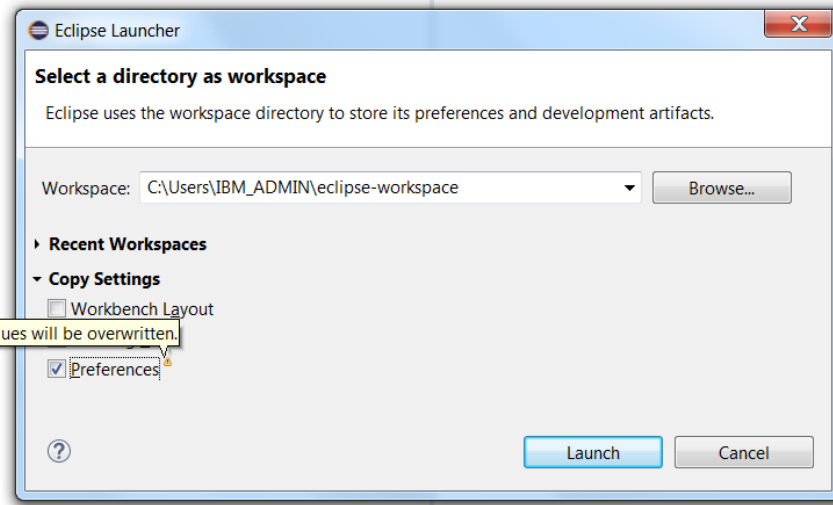 Eclipse Launcher
Select a directory as workspace
Eclipse uses the workspace directory to store its preferences and development artifacts.
Workspace: C:\Users\IBM_ADMIN\eclipse-workspace Browse...
Recent Workspaces
Copy Settings
Workbench Layout
ues will be overwritten.
Preferences
Launch Cancel